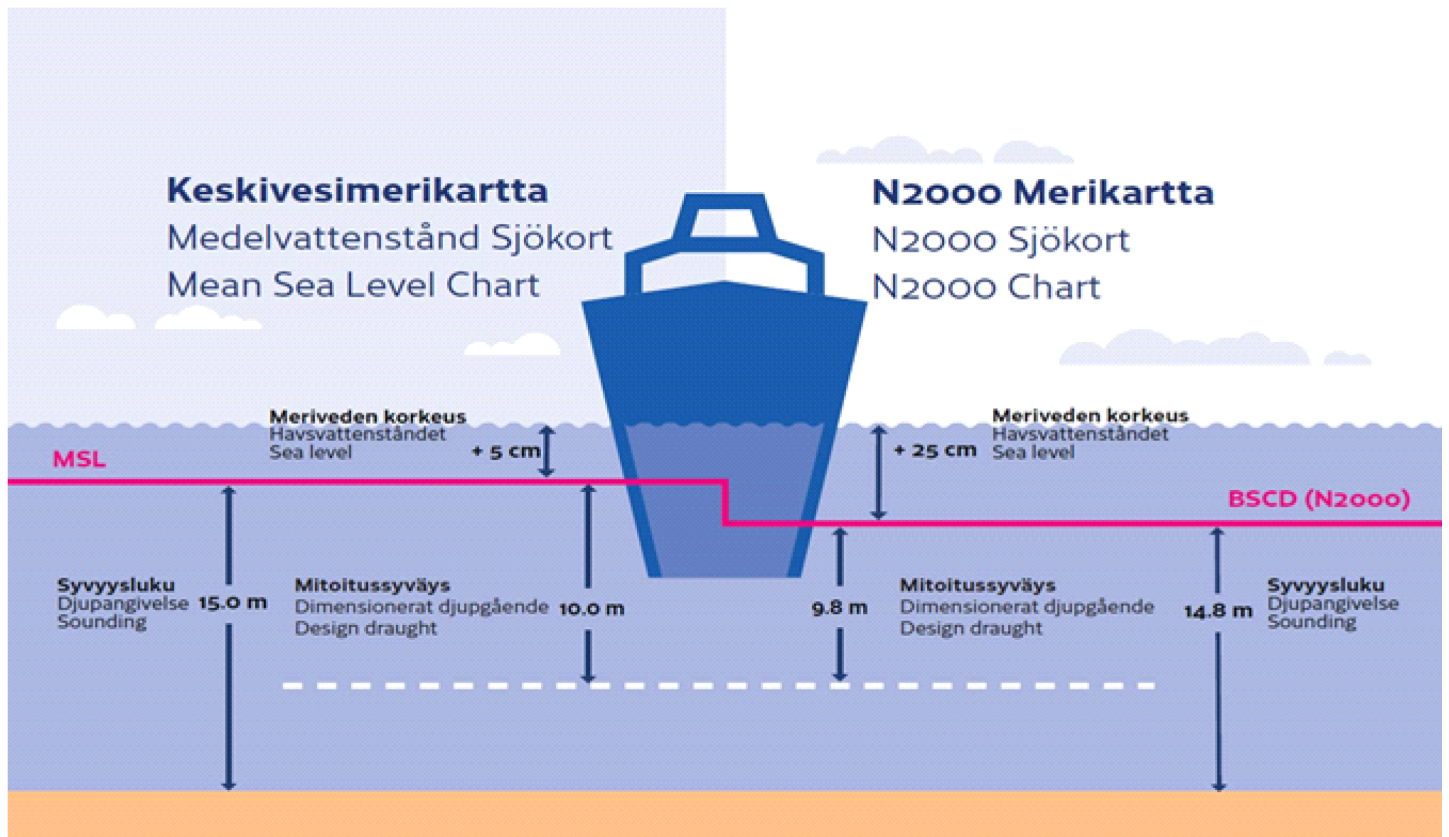 Keskivesimerikartta
Medelvattenstånd Sjökort
Mean Sea Level Chart
N2000 Merikartta
N2000 Sjökort
N2000 Chart
Meriveden korkeus
Havsvattenståndet
Sea level
+ 5 cm
MSL
Meriveden korkeus
Havsvattenståndet
Sea level
+ 25 cm
BSCD (N2000)
Syvyysluku
Djupangivelse
Sounding
15.0 m
Mitoitussyväys
Dimensionerat djupgående
Design draught
10.0 m
9.8 m
Mitoitussyväys
Dimensionerat djupgående
Design draught
14.8 m
Syvyysluku
Djupangivelse
Sounding